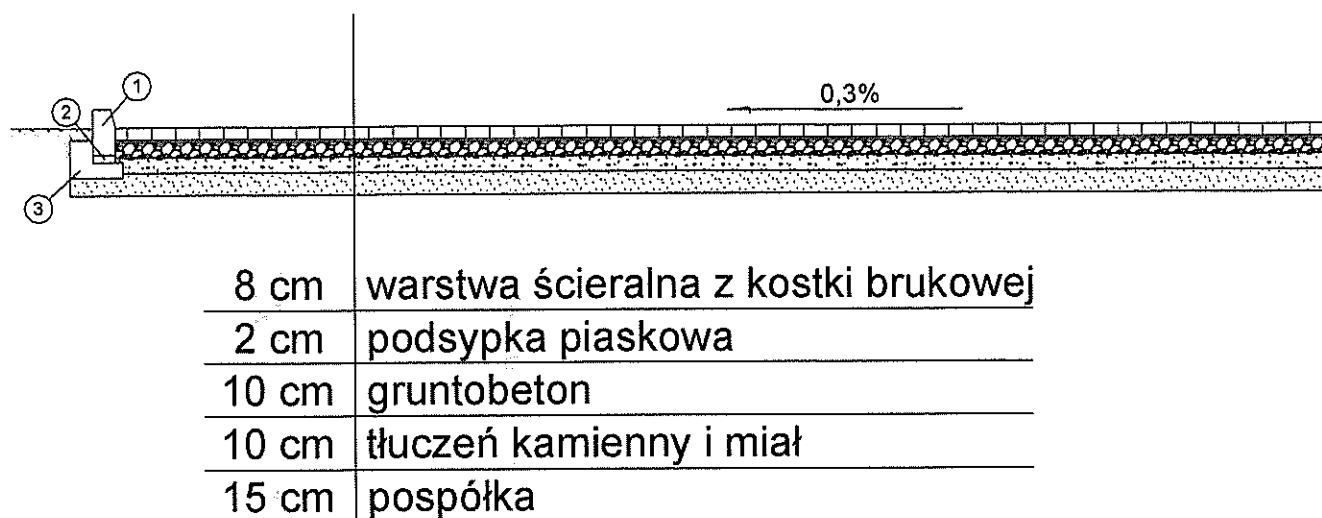 1
2
0,3%
3
8 cm warstwa ścieralna z kostki brukowej
2 cm podsypka piaskowa
10 cm gruntobeton
10 cm tłuczeń kamienny i miał
15 cm pospółka